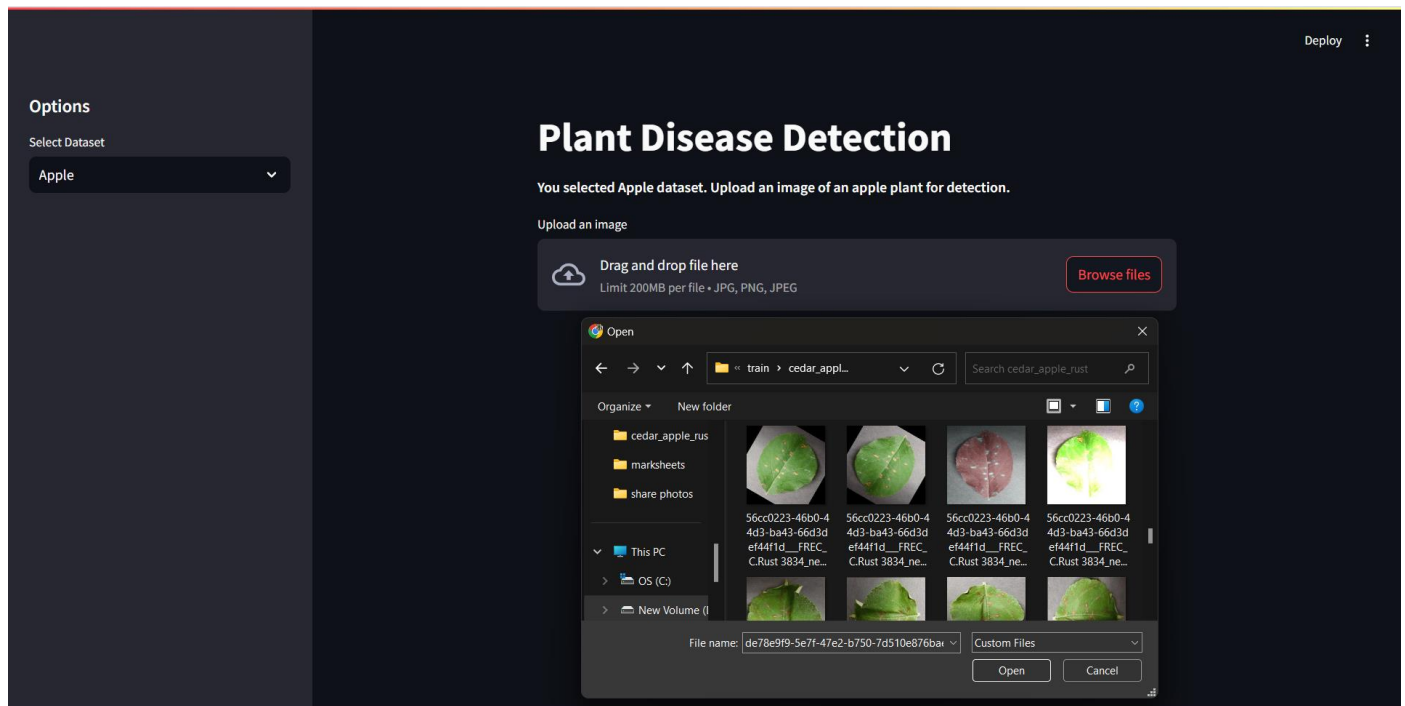 Deploy
Options
Select Dataset
Apple
Plant Disease Detection
You selected Apple dataset. Upload an image of an apple plant for detection.
Upload an image
Drag and drop file here
Limit 200MB per file • JPG, PNG, JPEG
Browse files
Open
« train › cedar_appl...
Search cedar_apple_rust
Organize
New folder
cedar_apple_rus
marksheets
share photos
This PC
OS (C:)
New Volume (
56cc0223-46b0-4
4d3-ba43-66d3d
ef44f1d___FREC_
C.Rust 3834_ne...
56cc0223-46b0-4
4d3-ba43-66d3d
ef44f1d___FREC_
C.Rust 3834_ne...
56cc0223-46b0-4
4d3-ba43-66d3d
ef44f1d___FREC_
C.Rust 3834_ne...
56cc0223-46b0-4
4d3-ba43-66d3d
ef44f1d___FREC_
C.Rust 3834_ne...
File name: de78e9f9-5e7f-47e2-b750-7d510e876ba
Custom Files
Open
Cancel